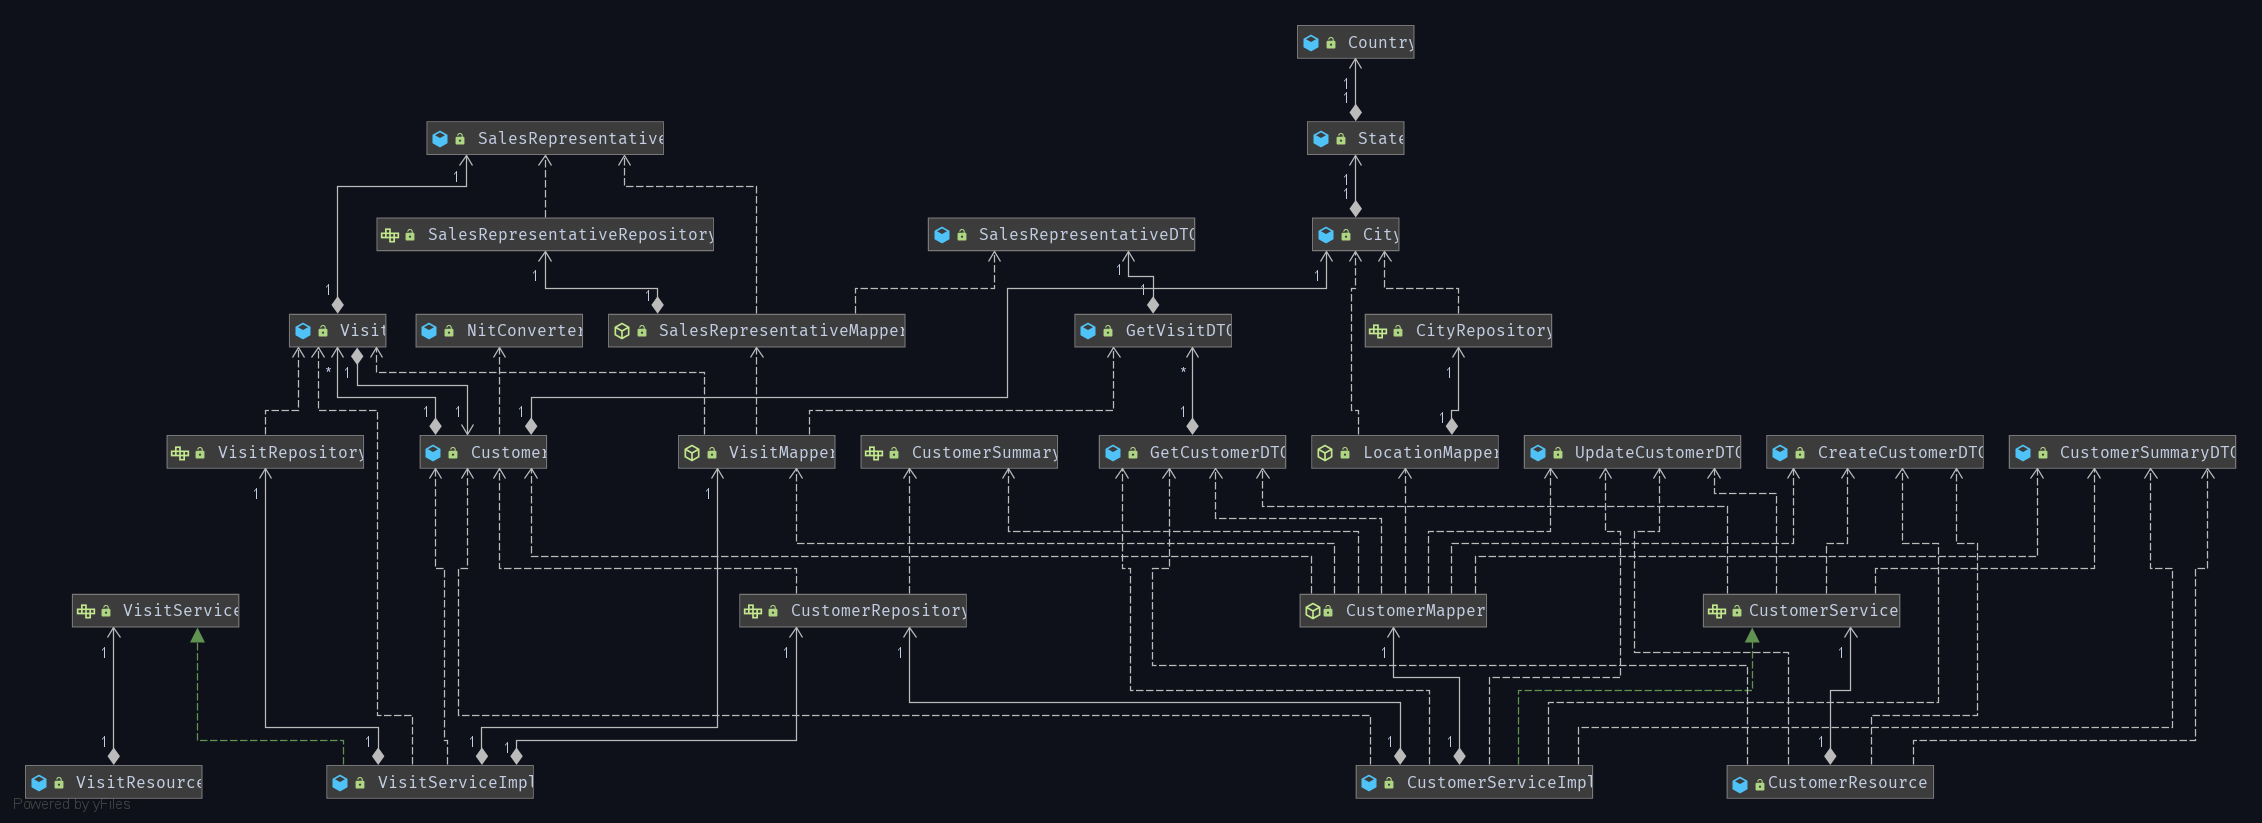 Country
1
1
SalesRepresentative
State
1
1
1
SalesRepresentativeRepository
SalesRepresentativeDTO
City
1
1
1
1
1
1
Visit
NitConverter
SalesRepresentativeMapper
GetVisitDTO
CityRepository
* 1
*
1
1 1 1
1
1
VisitRepository
Customer
VisitMapper
CustomerSummary
GetCustomerDTO
LocationMapper
UpdateCustomerDTO
CreateCustomerDTO
CustomerSummaryDTO
1
1
VisitService
CustomerRepository
CustomerMapper
CustomerService
1
1
1
1
1
1
1
1
1
1
1
1
VisitResource
VisitServiceImpl
CustomerServiceImpl
CustomerResource
Powered by yFiles